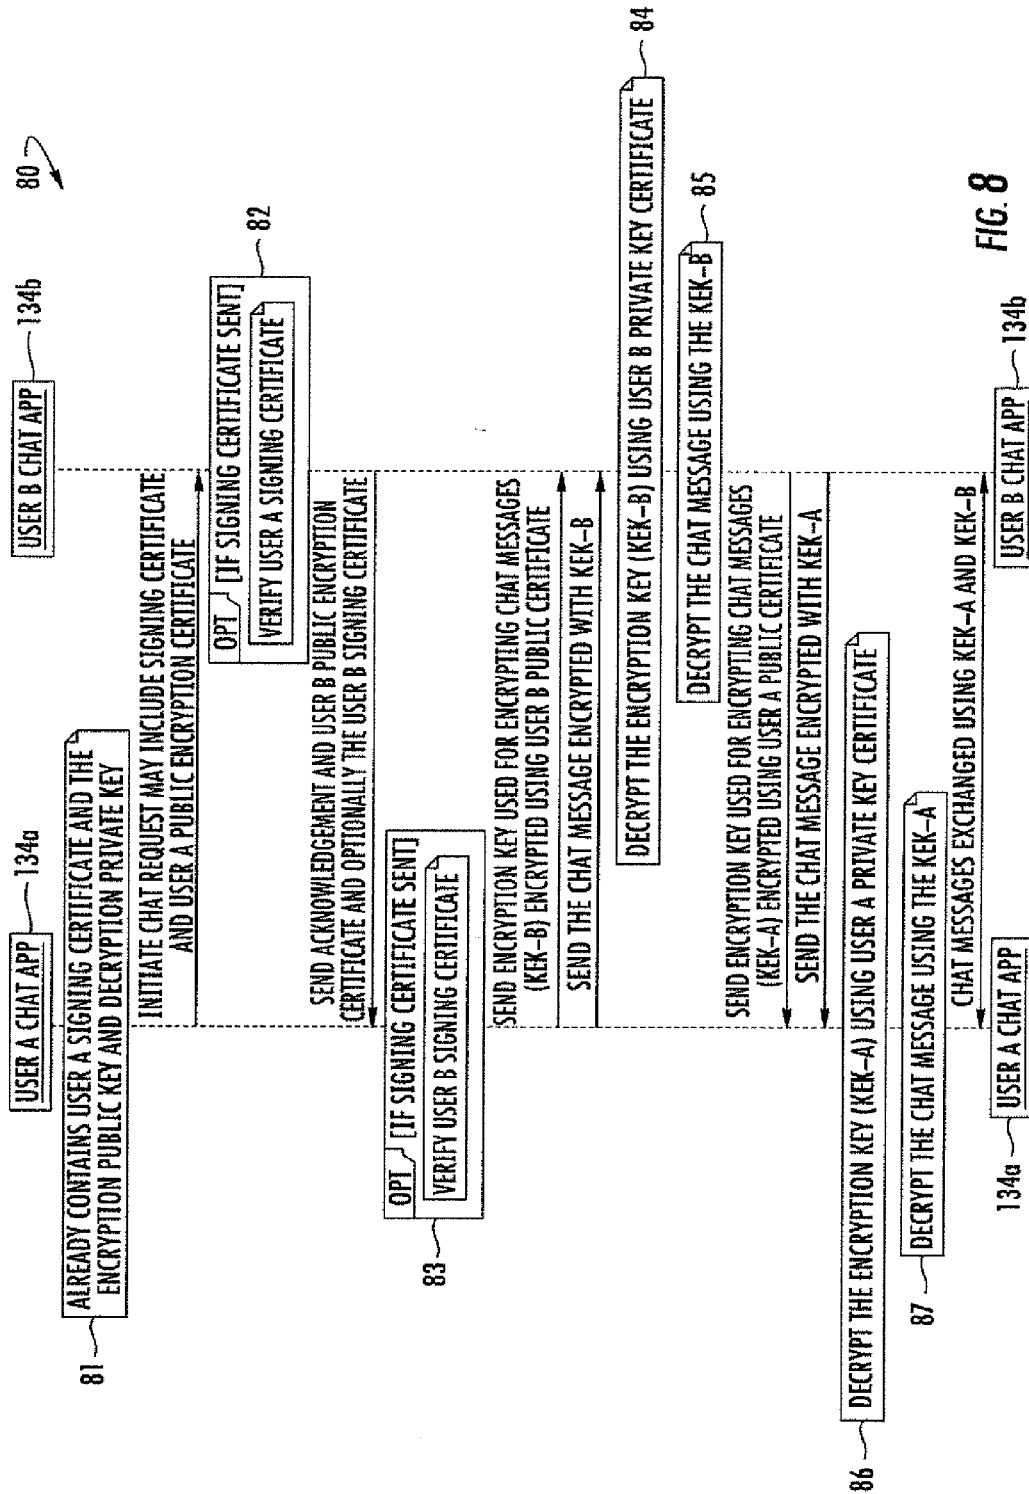 80
USER A CHAT APP
134a
USER B CHAT APP
134b
ALREADY CONTAINS USER A SIGNING CERTIFICATE AND THE
ENCRYPTION PUBLIC KEY AND DECRYPTION PRIVATE KEY
81
INITIATE CHAT REQUEST MAY INCLUDE SIGNING CERTIFICATE
AND USER A PUBLIC ENCRYPTION CERTIFICATE
OPT
[IF SIGNING CERTIFICATE SENT]
VERIFY USER A SIGNING CERTIFICATE
82
SEND ACKNOWLEDGEMENT AND USER B PUBLIC ENCRYPTION
CERTIFICATE AND OPTIONALLY THE USER B SIGNING CERTIFICATE
OPT
[IF SIGNING CERTIFICATE SENT]
VERIFY USER B SIGNING CERTIFICATE
83
SEND ENCRYPTION KEY USED FOR ENCRYPTING CHAT MESSAGES
(KEK-B) ENCRYPTED USING USER B PUBLIC CERTIFICATE
SEND THE CHAT MESSAGE ENCRYPTED WITH KEK-B
DECRYPT THE ENCRYPTION KEY (KEK-B) USING USER B PRIVATE KEY CERTIFICATE
84
DECRYPT THE CHAT MESSAGE USING THE KEK-B
85
SEND ENCRYPTION KEY USED FOR ENCRYPTING CHAT MESSAGES
(KEK-A) ENCRYPTED USING USER A PUBLIC CERTIFICATE
SEND THE CHAT MESSAGE ENCRYPTED WITH KEK-A
DECRYPT THE ENCRYPTION KEY (KEK-A) USING USER A PRIVATE KEY CERTIFICATE
86
DECRYPT THE CHAT MESSAGE USING THE KEK-A
87
CHAT MESSAGES EXCHANGED USING KEK-A AND KEK-B
134a
USER A CHAT APP
USER B CHAT APP
134b
FIG. 8